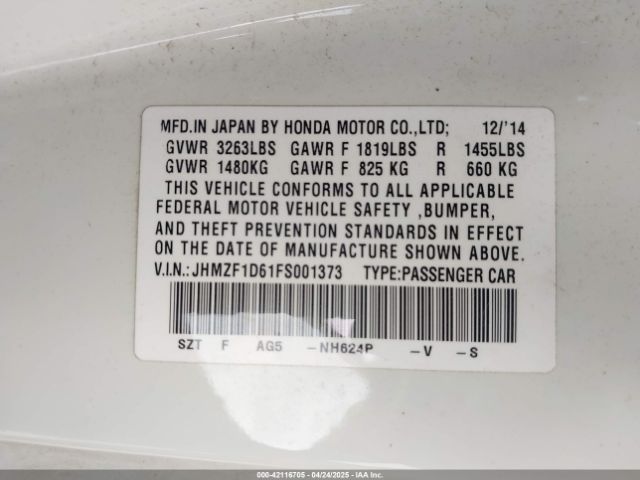 MFD.IN JAPAN BY HONDA MOTOR CO.,LTD; 12/'14
GVWR 3263LBS GAWR F 1819LBS R 1455LBS
GVWR 1480KG GAWR F 825 KG R 660 KG
THIS VEHICLE CONFORMS TO ALL APPLICABLE
FEDERAL MOTOR VEHICLE SAFETY ,BUMPER,
AND THEFT PREVENTION STANDARDS IN EFFECT
ON THE DATE OF MANUFACTURE SHOWN ABOVE.
V.I.N.: JHMZF1D61FS001373 TYPE:PASSENGER CAR
SZT F AG5 -NH624P -V -S
000-42116705 - 04/24/2025 - IAAI INC.